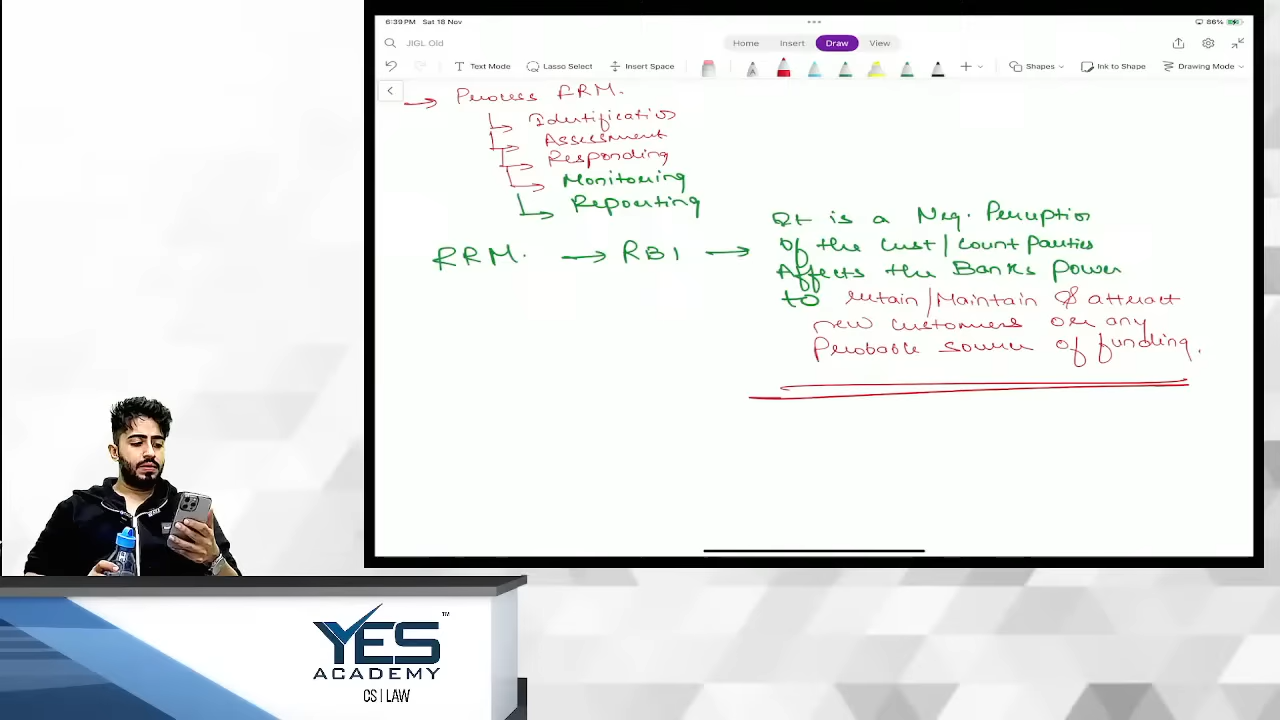 6:39 PM Sat 18 Nov
86%
JIGL Old
Home Insert Draw View
Text Mode Lasso Select Insert Space Shapes Ink to Shape Drawing Mode
Process FRM.
Identification
Assessment
Responding
Monitoring
Reporting
RRM. → RBI → It is a Neg. Perception
of the Cust/Count Parties
Affects the Banks Power
to retain/Maintain & attract
new customers or any
Probable source of funding.
YES
ACADEMY
CS | LAW
TM